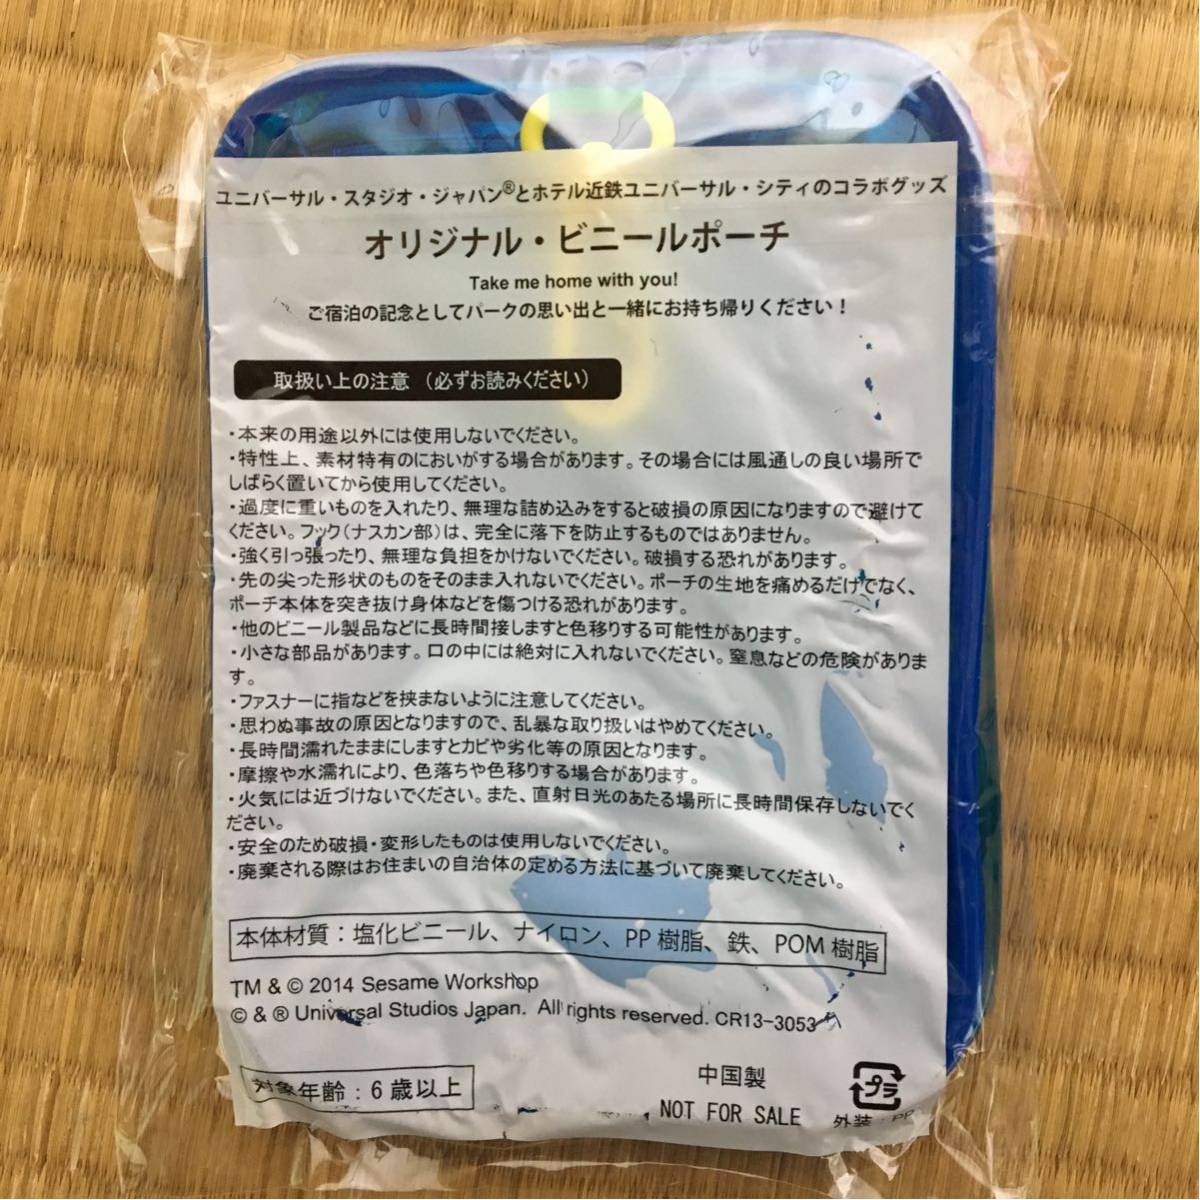 ユニバーサル・スタジオ・ジャパン®とホテル近鉄ユニバーサル・シティのコラボグッズ
オリジナル・ビニールポーチ
Take me home with you!
ご宿泊の記念としてパークの思い出と一緒にお持ち帰りください！
取扱い上の注意 （必ずお読みください）
・本来の用途以外には使用しないでください。
・特性上、素材特有のにおいがする場合があります。その場合には風通しの良い場所で
しばらく置いてから使用してください。
・過度に重いものを入れたり、無理な詰め込みをすると破損の原因になりますので避けて
ください。フック（ナスカン部）は、完全に落下を防止するものではありません。
・強く引っ張ったり、無理な負担をかけないでください。破損する恐れがあります。
・先の尖った形状のものをそのまま入れないでください。ポーチの生地を痛めるだけでなく、
ポーチ本体を突き抜け身体などを傷つける恐れがあります。
・他のビニール製品などに長時間接しますと色移りする可能性があります。
・小さな部品があります。口の中には絶対に入れないでください。窒息などの危険がありま
す。
・ファスナーに指などを挟まないように注意してください。
・思わぬ事故の原因となりますので、乱暴な取り扱いはやめてください。
・長時間濡れたままにしますとカビや劣化等の原因となります。
・摩擦や水濡れにより、色落ちや色移りする場合があります。
・火気には近づけないでください。また、直射日光のあたる場所に長時間保存しないでく
ださい。
・安全のため破損・変形したものは使用しないでください。
・廃棄される際はお住まいの自治体の定める方法に基づいて廃棄してください。
本体材質：塩化ビニール、ナイロン、PP 樹脂、鉄、POM 樹脂
TM & © 2014 Sesame Workshop
© & ® Universal Studios Japan. All rights reserved. CR13-3053
対象年齢：6 歳以上
中国製
NOT FOR SALE
プラ
外装：PP